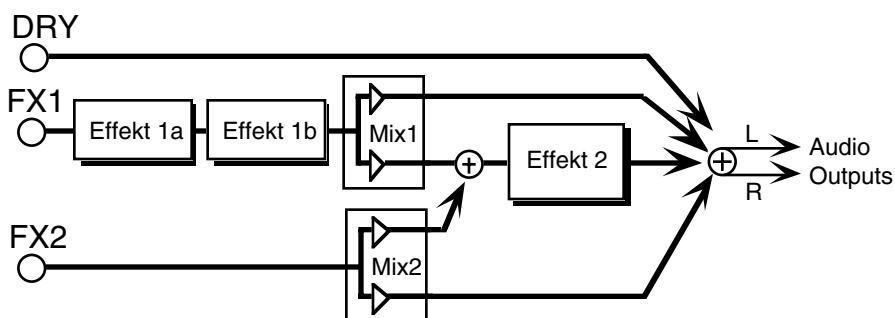 DRY
FX1
Effekt 1a
Effekt 1b
Mix1
Effekt 2
L
R
Audio
Outputs
FX2
Mix2